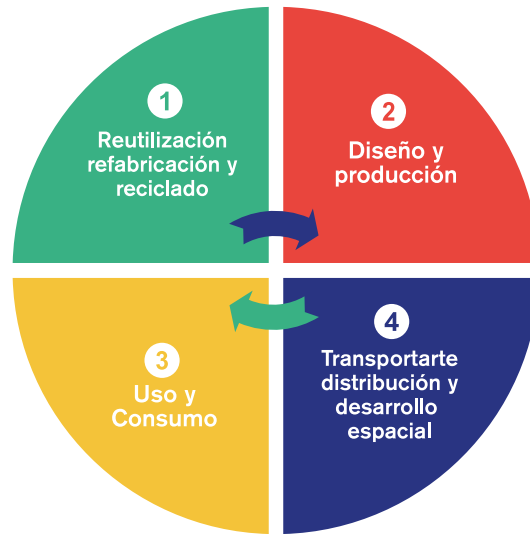 1
Reutilización
refabricación y
reciclado
2
Diseño y
producción
3
Uso y
Consumo
4
Transportarte
distribución y
desarrollo
espacial